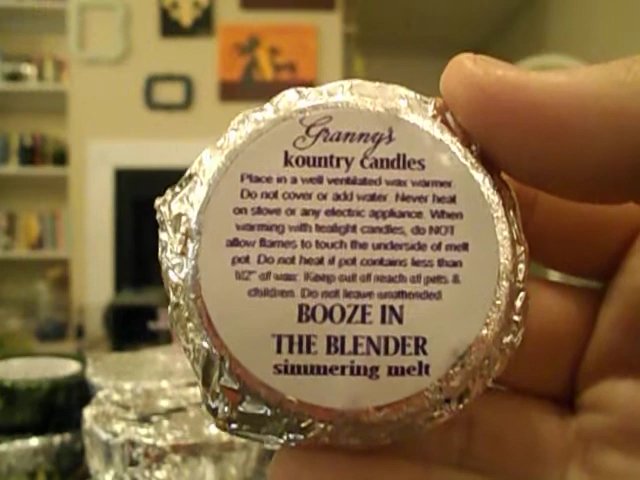 Granny's
kountry candles
Place in a well ventilated wax warmer.
Do not cover or add water. Never heat
on stove or any electric appliance. When
warming with tealight candles, do NOT
allow flames to touch the underside of melt
pot. Do not heat if pot contains less than
1/2" of wax. Keep out of reach of pets &
children. Do not leave unattended.
BOOZE IN
THE BLENDER
simmering melt